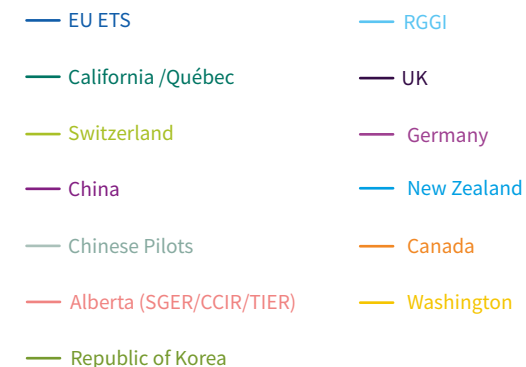 EU ETS
California /Québec
Switzerland
China
Chinese Pilots
Alberta (SGER/CCIR/TIER)
Republic of Korea
RGGI
UK
Germany
New Zealand
Canada
Washington